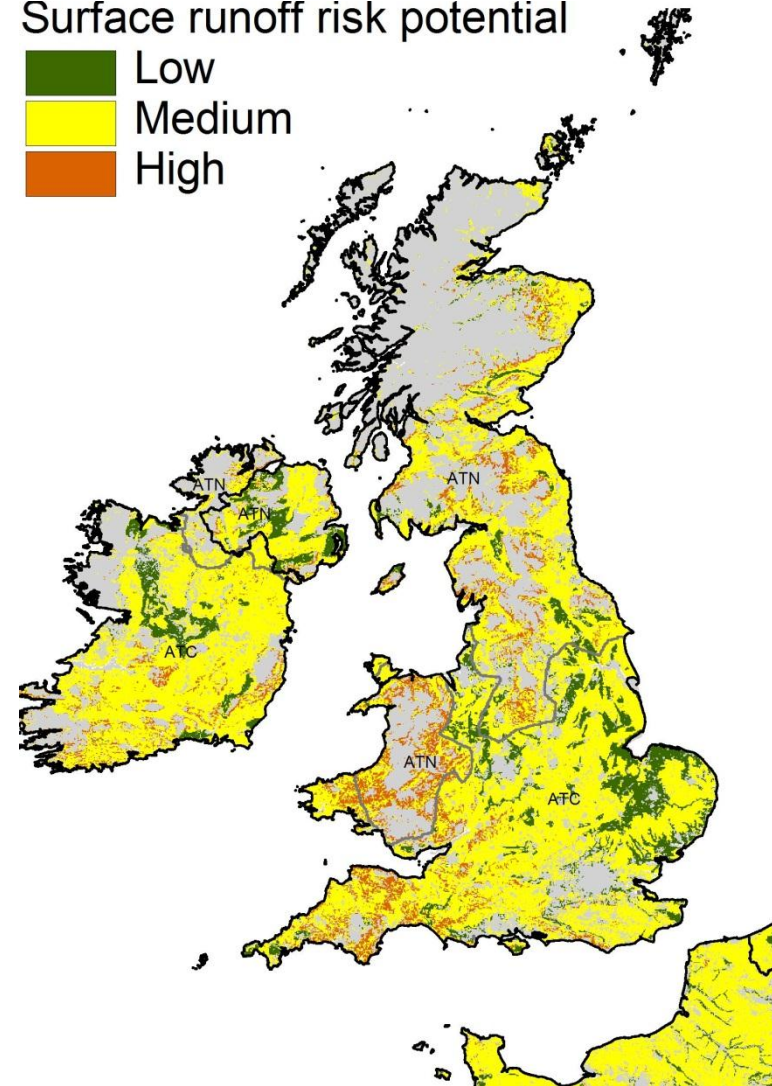 Surface runoff risk potential
Low
Medium
High
ATN
ATN
ATN
ATC
ATN
ATC